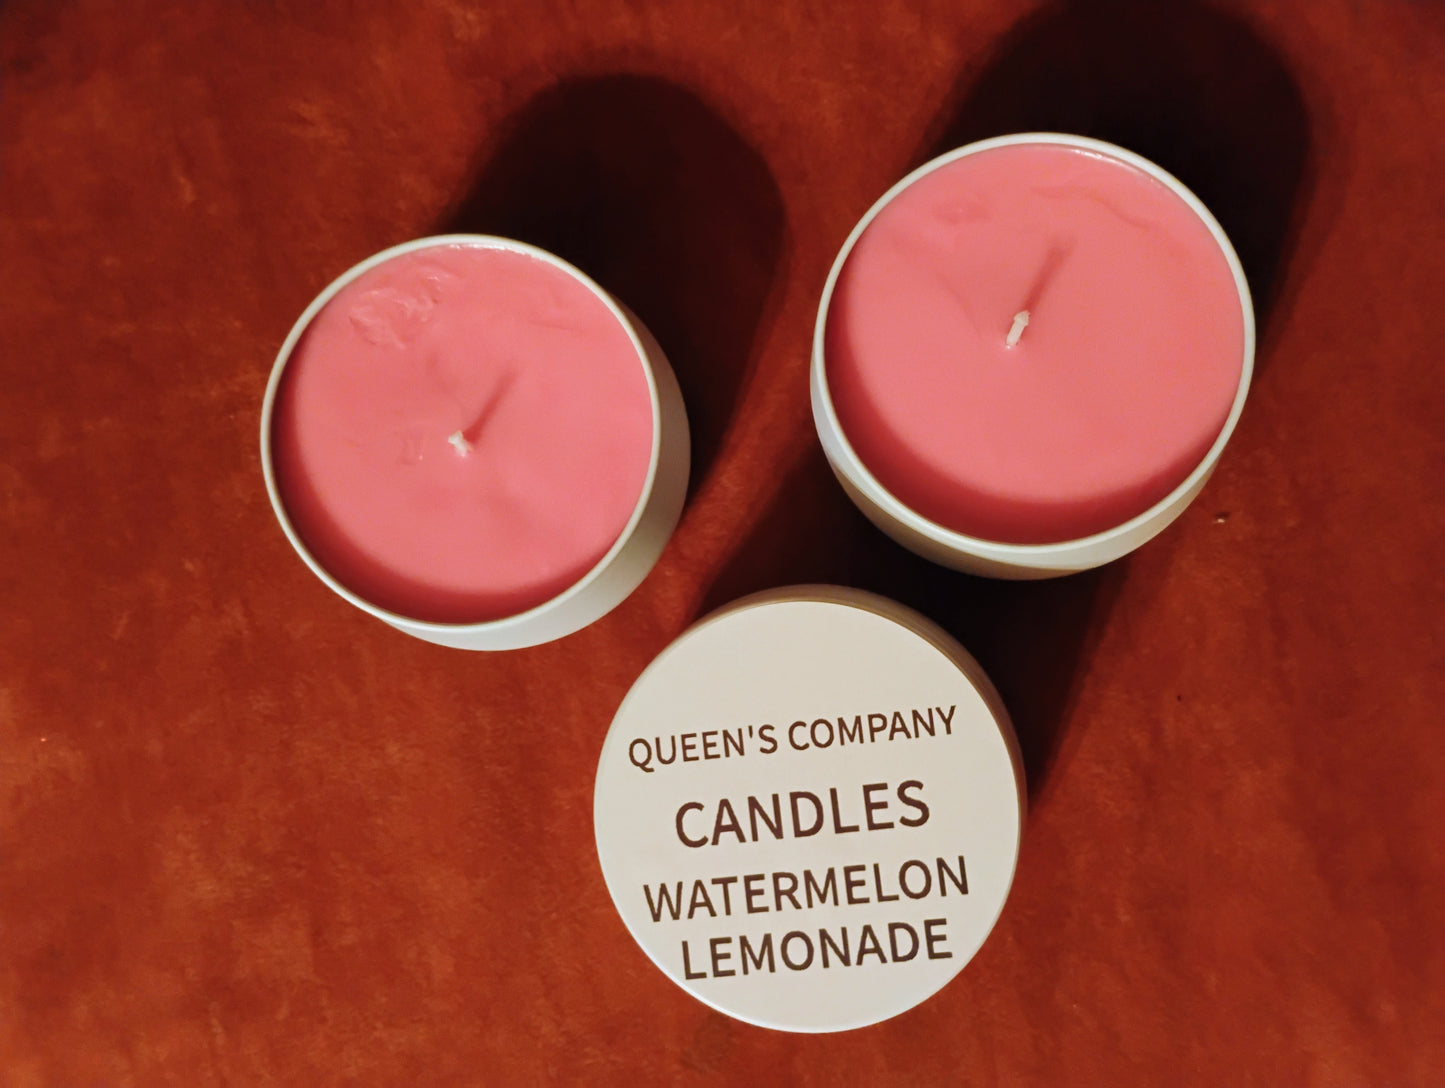 QUEEN'S COMPANY
CANDLES
WATERMELON
LEMONADE